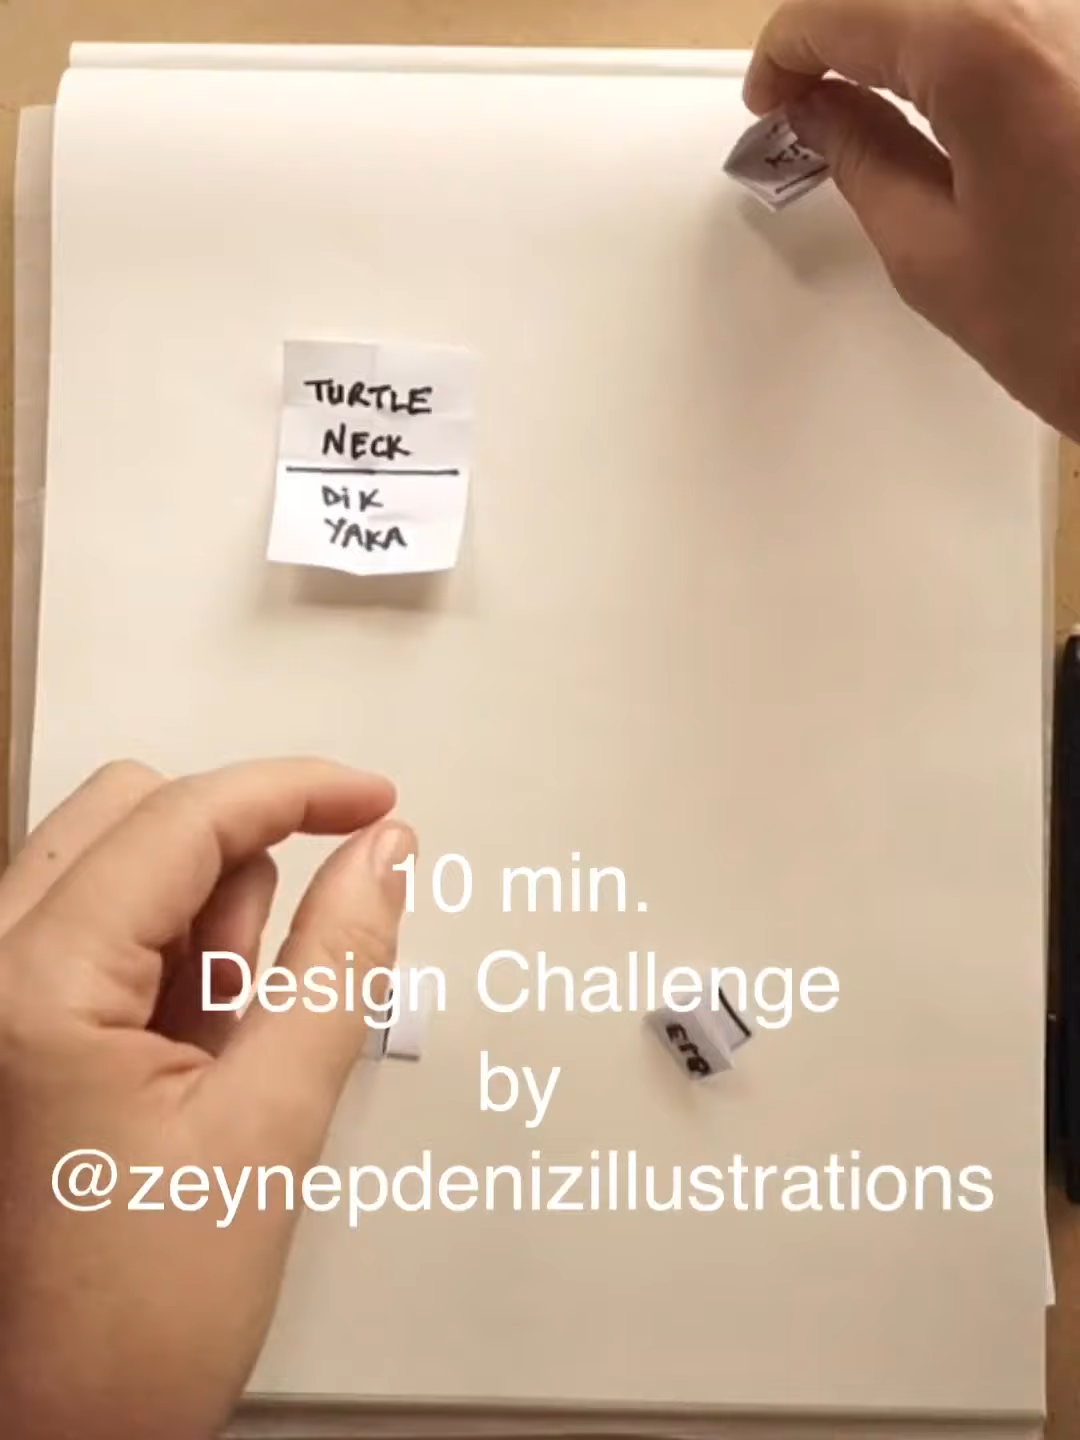 TURTLE
NECK
DiK
YAKA
10 min.
Design Challenge
by
@zeynepdenizillustrations